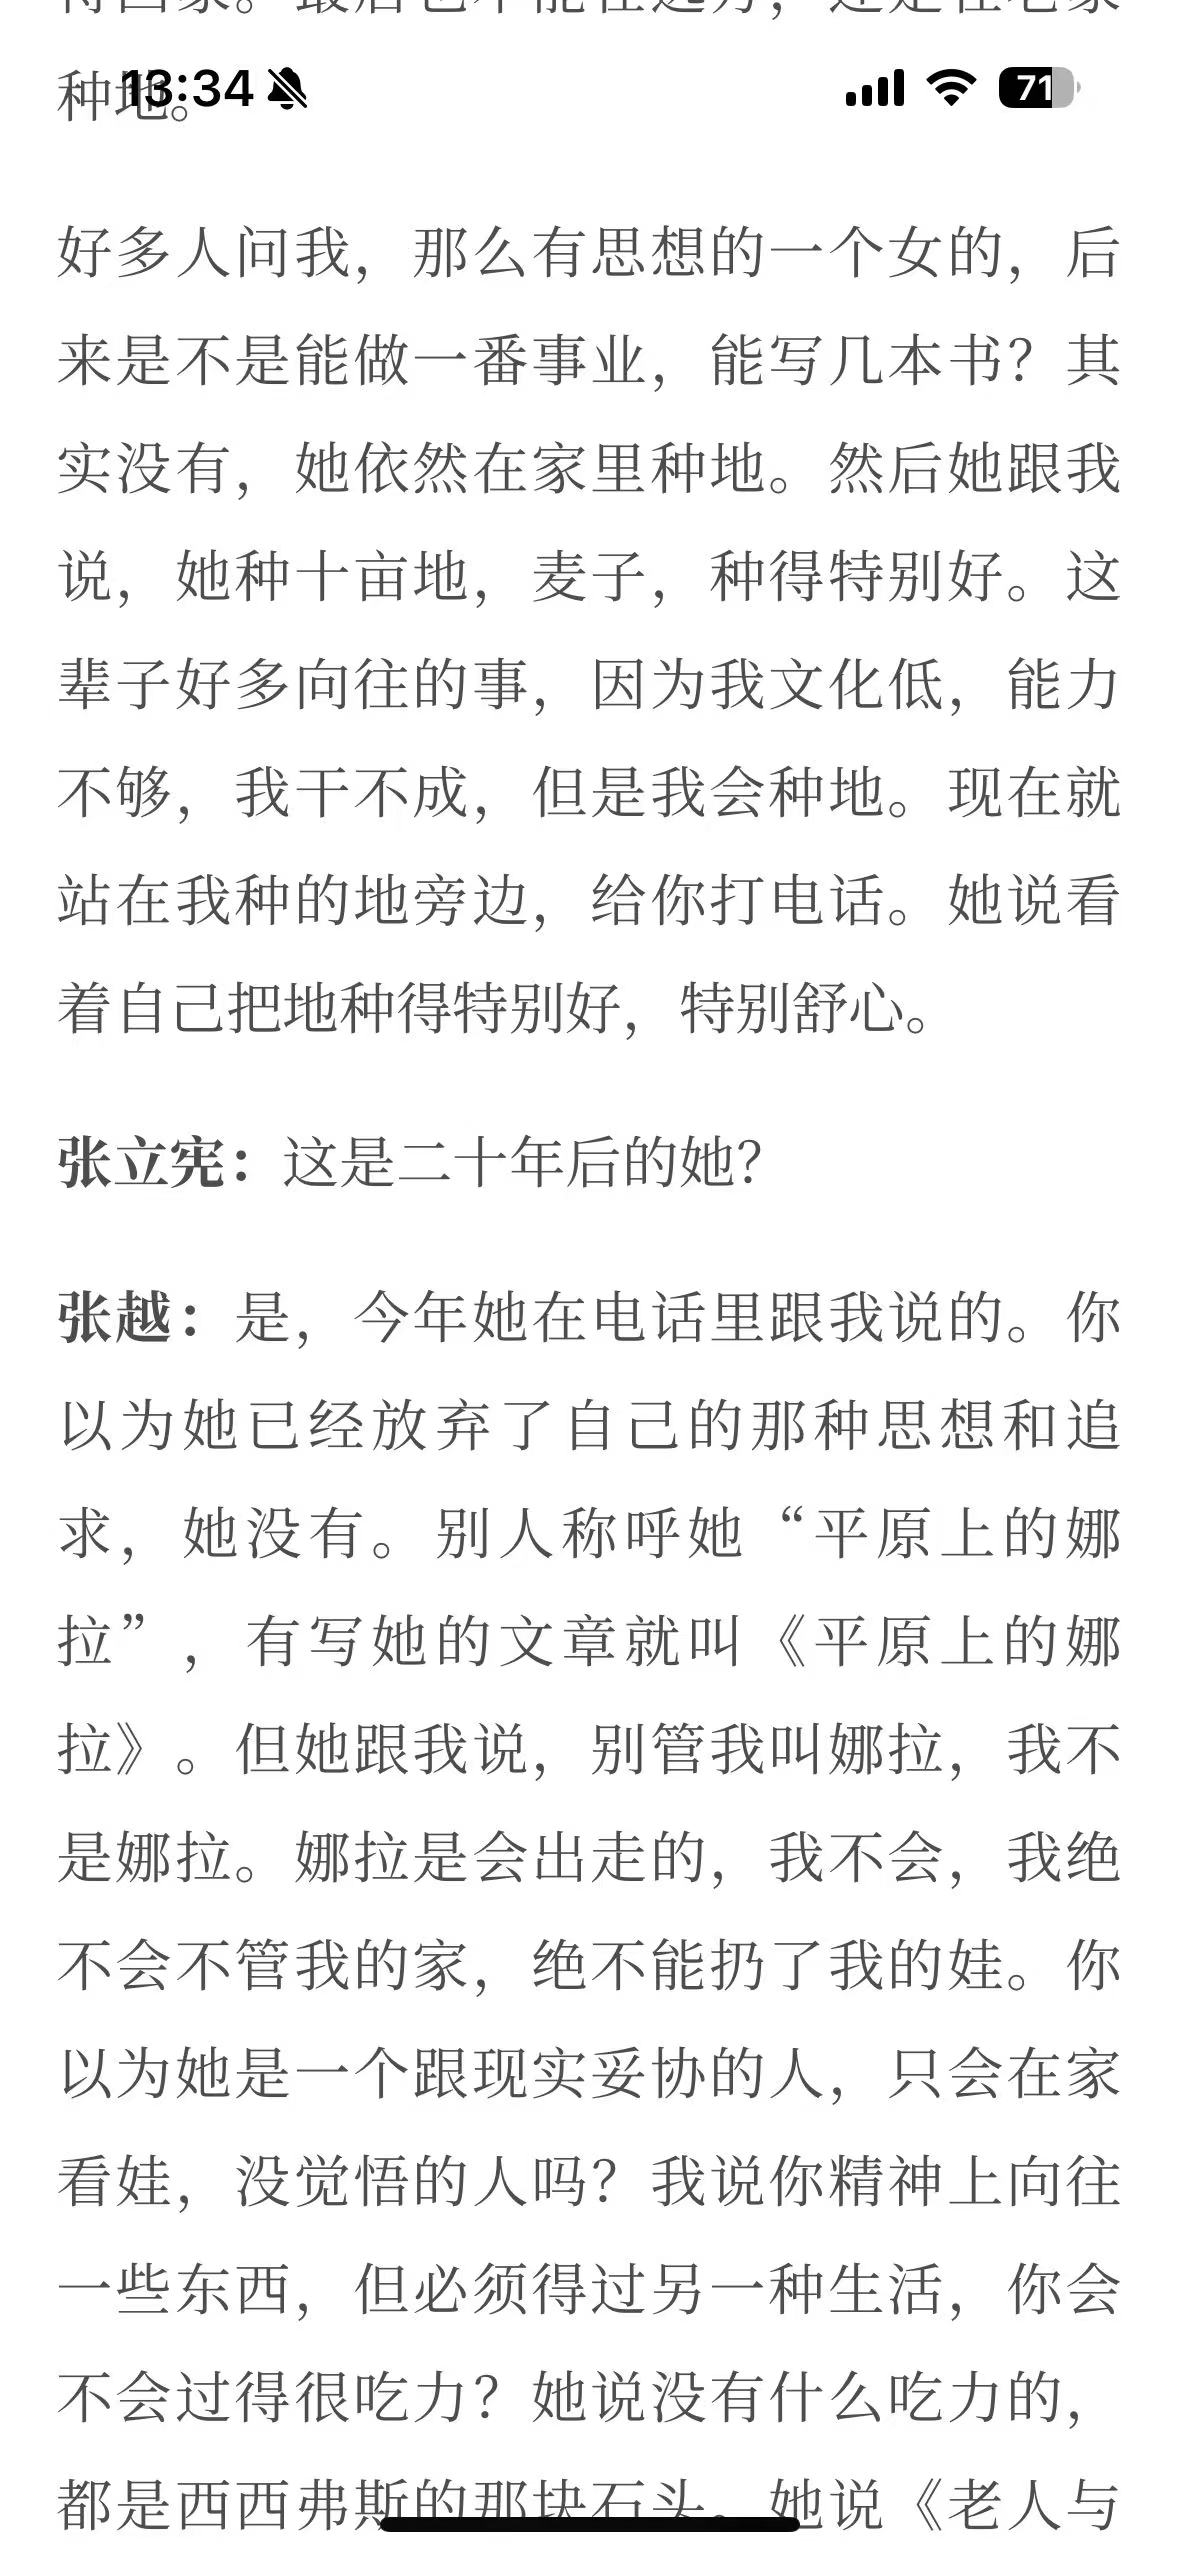 种地。
13:34
71
好多人问我，那么有思想的一个女的，后
来是不是能做一番事业，能写几本书？其
实没有，她依然在家里种地。然后她跟我
说，她种十亩地，麦子，种得特别好。这
辈子好多向往的事，因为我文化低，能力
不够，我干不成，但是我会种地。现在就
站在我种的地旁边，给你打电话。她说看
着自己把地种得特别好，特别舒心。
张立宪：这是二十年后的她？
张越：是，今年她在电话里跟我说的。你
以为她已经放弃了自己的那种思想和追
求，她没有。别人称呼她“平原上的娜
拉”，有写她的文章就叫《平原上的娜
拉》。但她跟我说，别管我叫娜拉，我不
是娜拉。娜拉是会出走的，我不会，我绝
不会不管我的家，绝不能扔了我的娃。你
以为她是一个跟现实妥协的人，只会在家
看娃，没觉悟的人吗？我说你精神上向往
一些东西，但必须得过另一种生活，你会
不会过得很吃力？她说没有什么吃力的，
都是西西弗斯的那块石头。她说《老人与